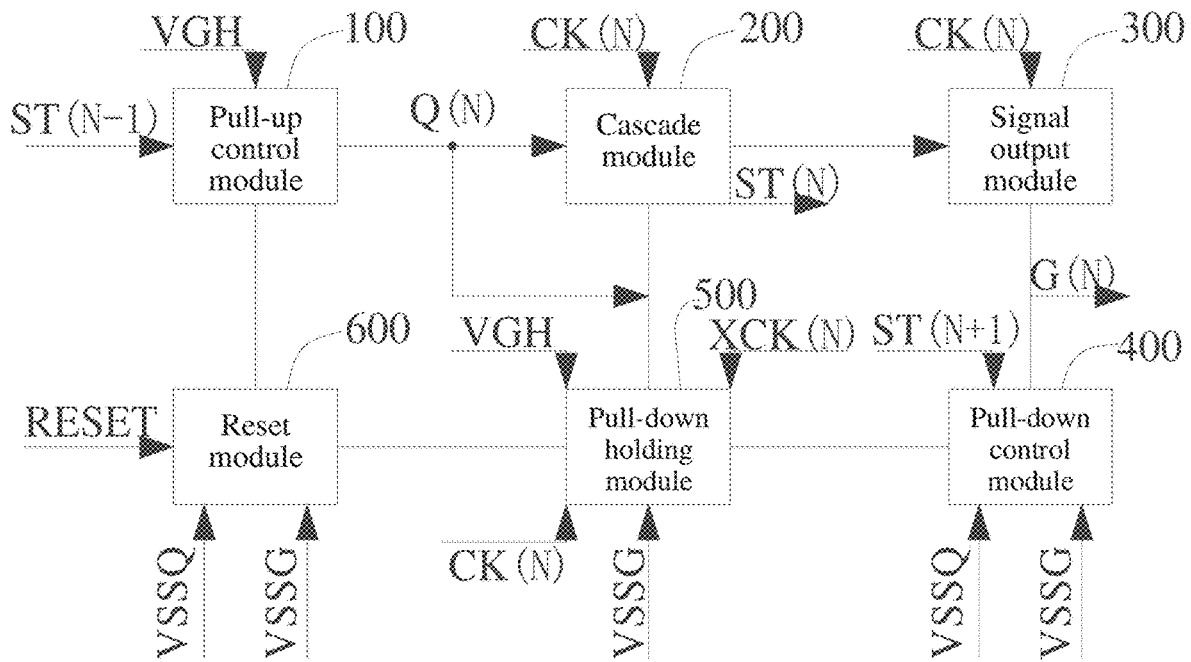 VGH
100
CK(N)
200
CK(N)
300
ST(N-1)
Pull-up
control
module
Q(N)
Cascade
module
Signal
output
module
ST(N)
G(N)
600
VGH
500
XCK(N)
ST(N+1)
400
RESET
Reset
module
Pull-down
holding
module
Pull-down
control
module
CK(N)
VSSQ
VSSG
VSSG
VSSQ
VSSG